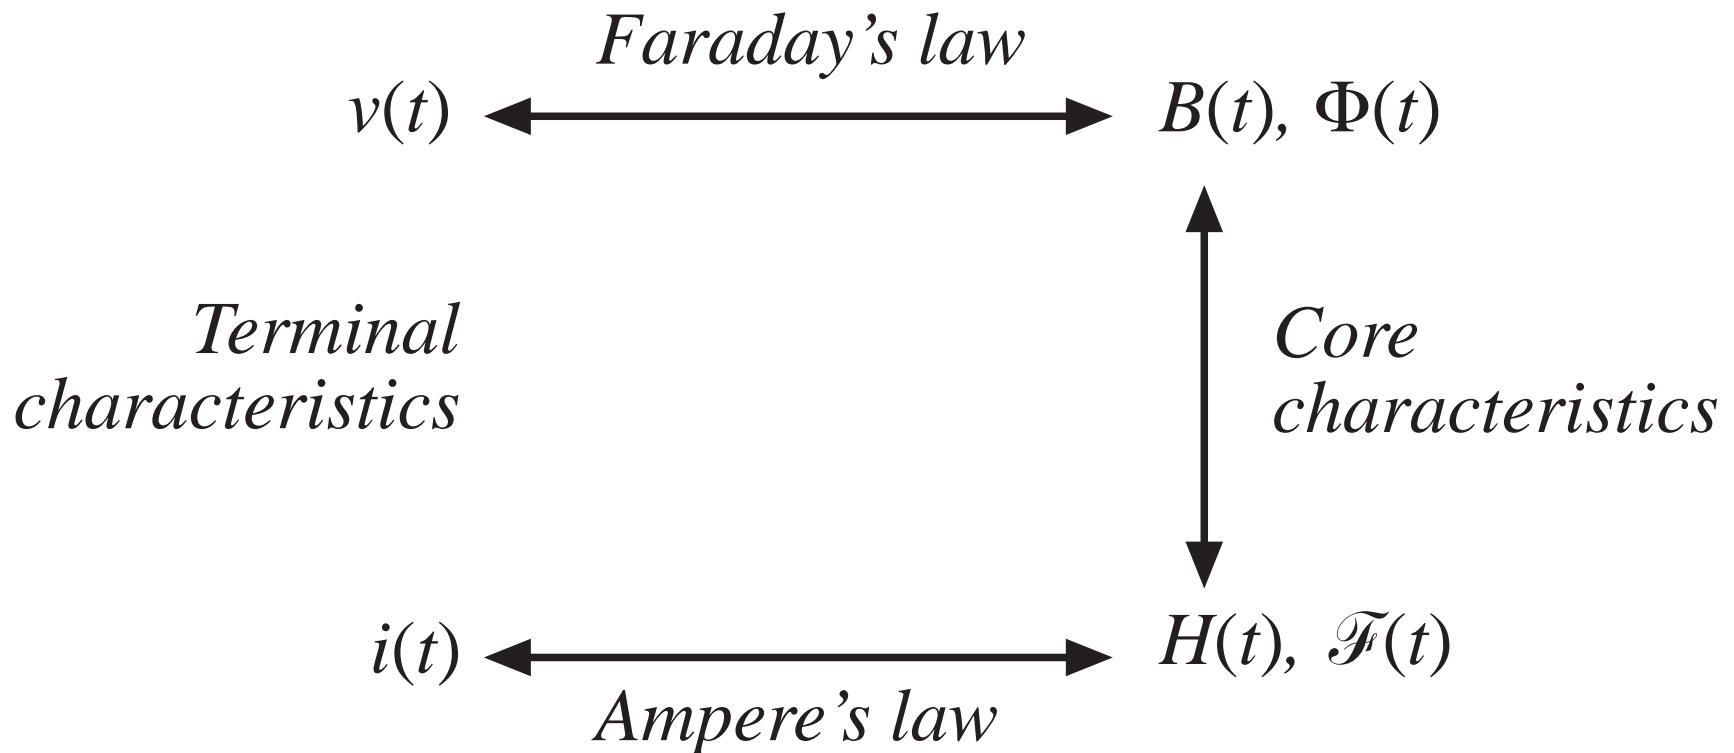 Faraday’s law
v(t)
B(t), Φ(t)
Terminal
characteristics
Core
characteristics
i(t)
H(t), ℱ(t)
Ampere’s law